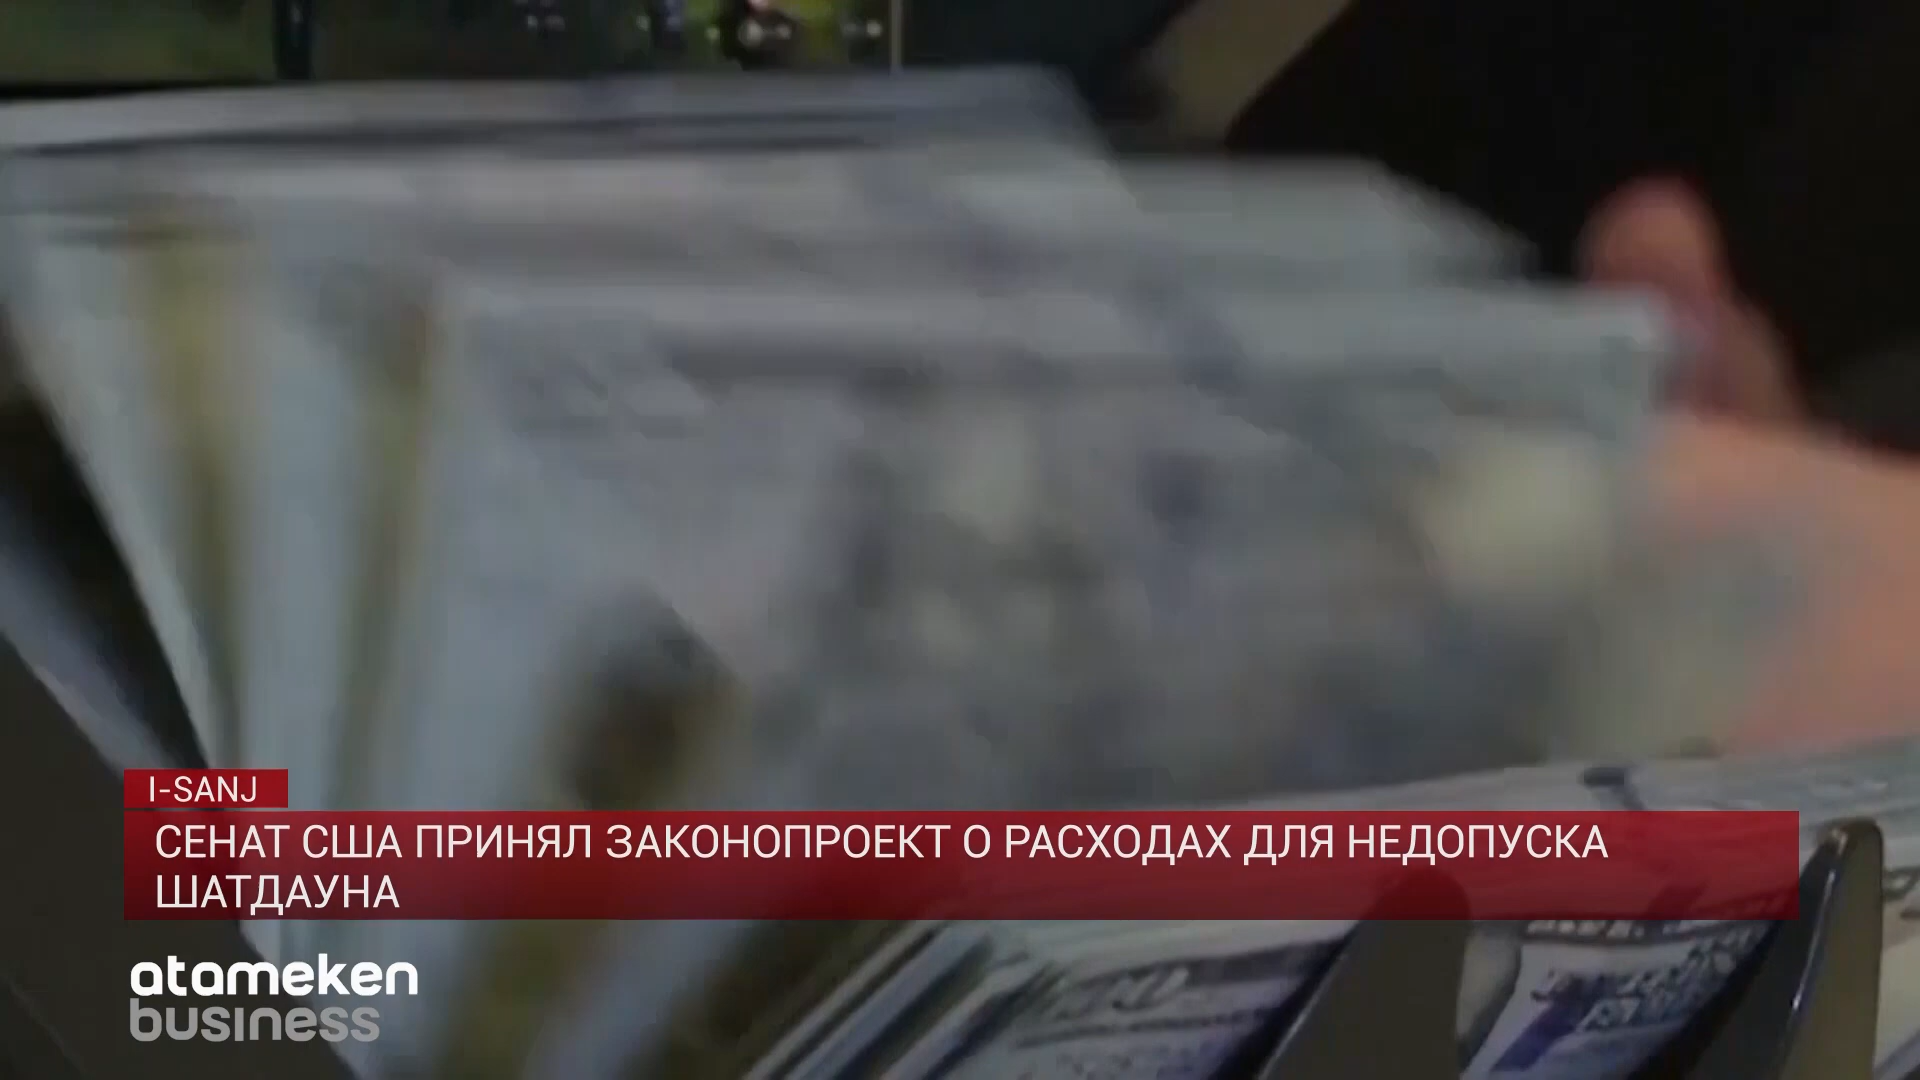 I-SANJ
СЕНАТ США ПРИНЯЛ ЗАКОНОПРОЕКТ О РАСХОДАХ ДЛЯ НЕДОПУСКА
ШАТДАУНА
atameken
business